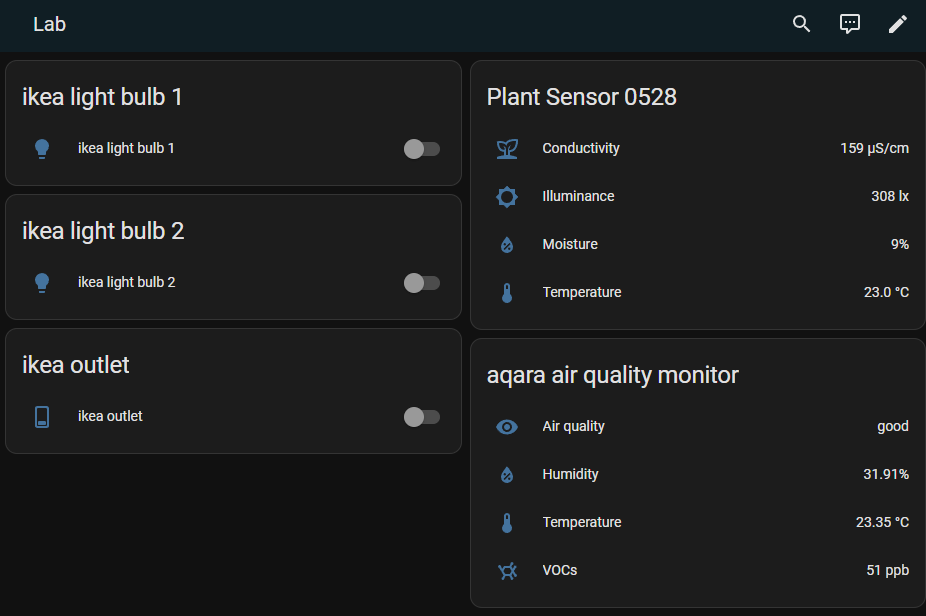 Lab
ikea light bulb 1
ikea light bulb 1
ikea light bulb 2
ikea light bulb 2
ikea outlet
ikea outlet
Plant Sensor 0528
Conductivity 159 µS/cm
Illuminance 308 lx
Moisture 9%
Temperature 23.0 °C
aqara air quality monitor
Air quality good
Humidity 31.91%
Temperature 23.35 °C
VOCs 51 ppb